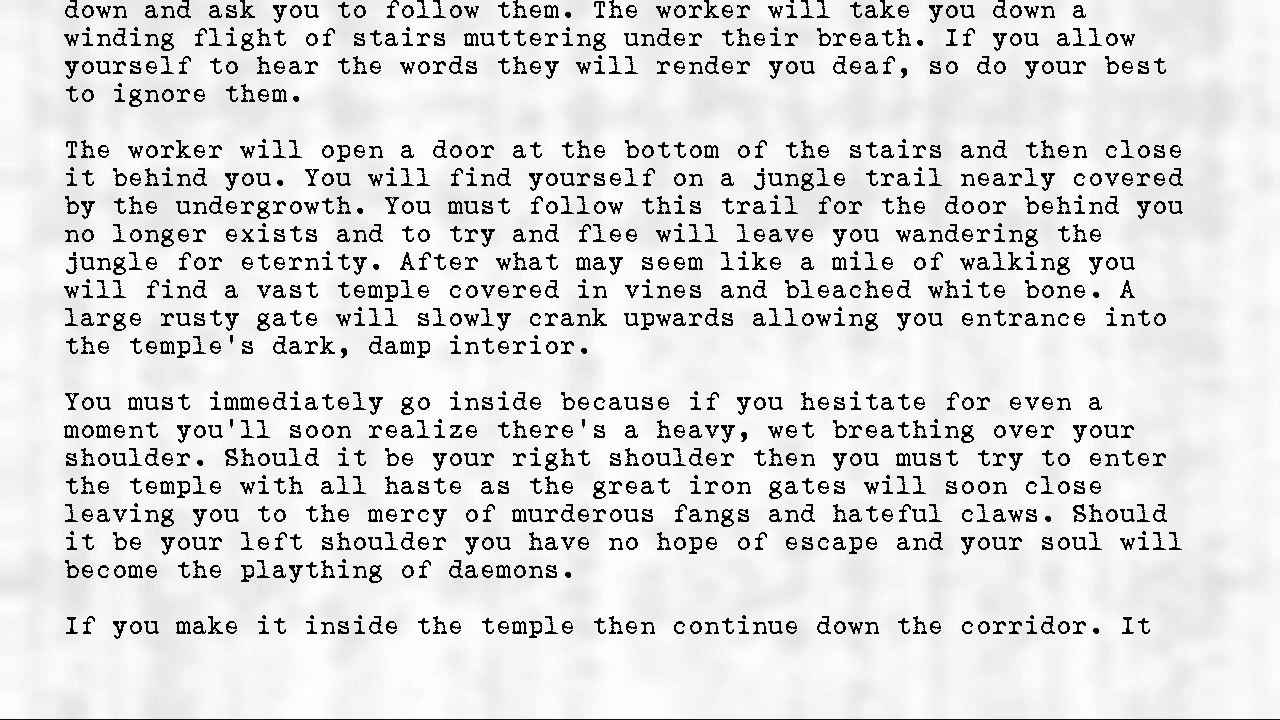 down and ask you to follow them. The worker will take you down a
winding flight of stairs muttering under their breath. If you allow
yourself to hear the words they will render you deaf, so do your best
to ignore them.
The worker will open a door at the bottom of the stairs and then close
it behind you. You will find yourself on a jungle trail nearly covered
by the undergrowth. You must follow this trail for the door behind you
no longer exists and to try and flee will leave you wandering the
jungle for eternity. After what may seem like a mile of walking you
will find a vast temple covered in vines and bleached white bone. A
large rusty gate will slowly crank upwards allowing you entrance into
the temple's dark, damp interior.
You must immediately go inside because if you hesitate for even a
moment you'll soon realize there's a heavy, wet breathing over your
shoulder. Should it be your right shoulder then you must try to enter
the temple with all haste as the great iron gates will soon close
leaving you to the mercy of murderous fangs and hateful claws. Should
it be your left shoulder you have no hope of escape and your soul will
become the plaything of daemons.
If you make it inside the temple then continue down the corridor. It